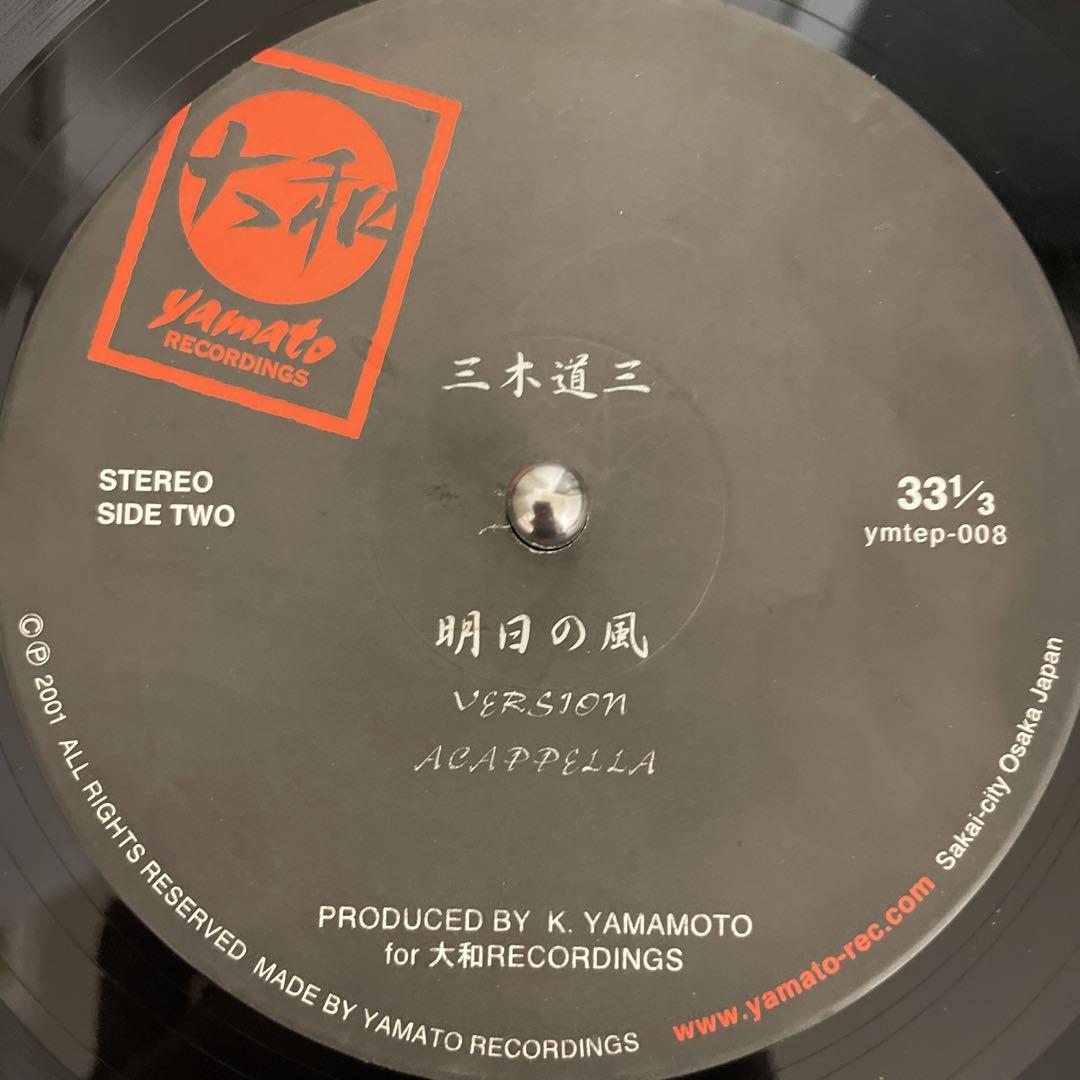 大和
yamato
RECORDINGS
三木道三
STEREO
SIDE TWO
33 1/3
ymtep-008
明日の風
VERSION
ACAPPELLA
PRODUCED BY K. YAMAMOTO
for 大和RECORDINGS
©℗ 2001 ALL RIGHTS RESERVED MADE BY YAMATO RECORDINGS
www.yamato-rec.com Sakai-city Osaka Japan